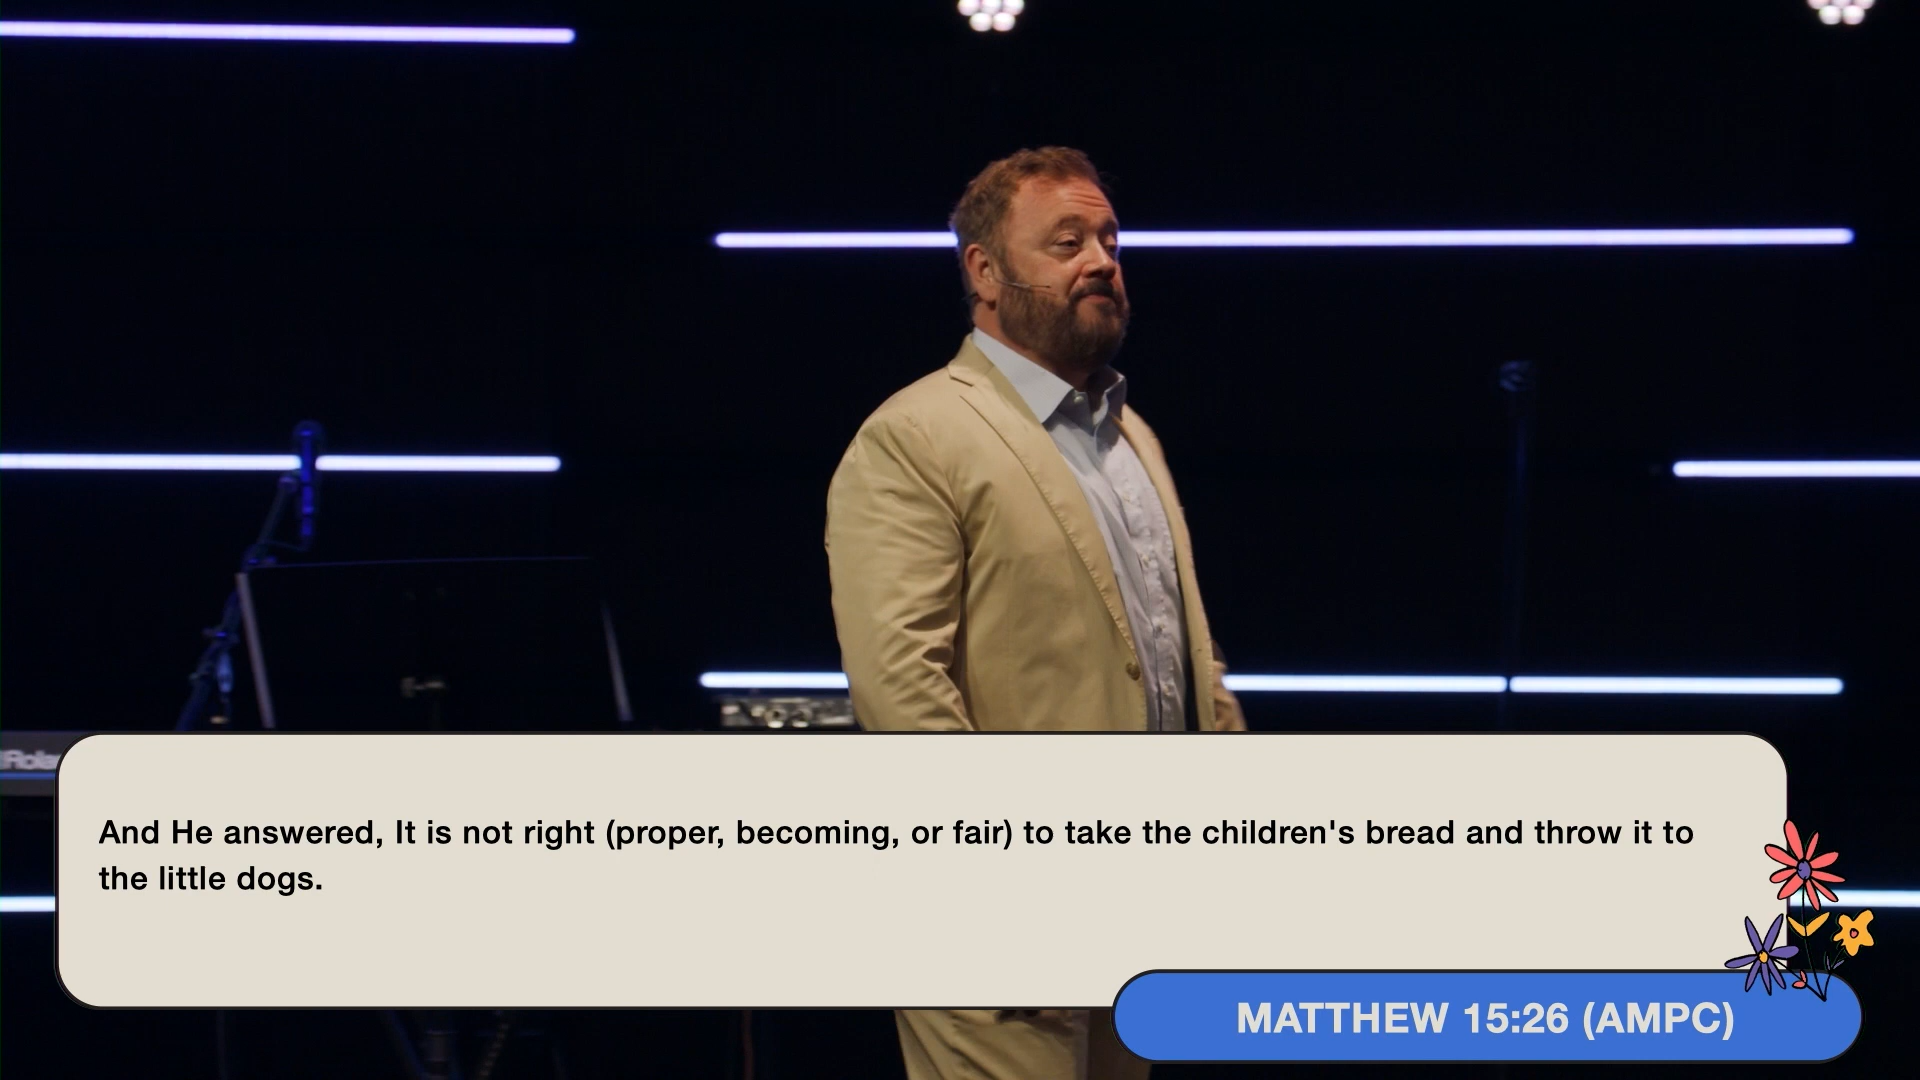 Rola
And He answered, It is not right (proper, becoming, or fair) to take the children's bread and throw it to
the little dogs.
MATTHEW 15:26 (AMPC)